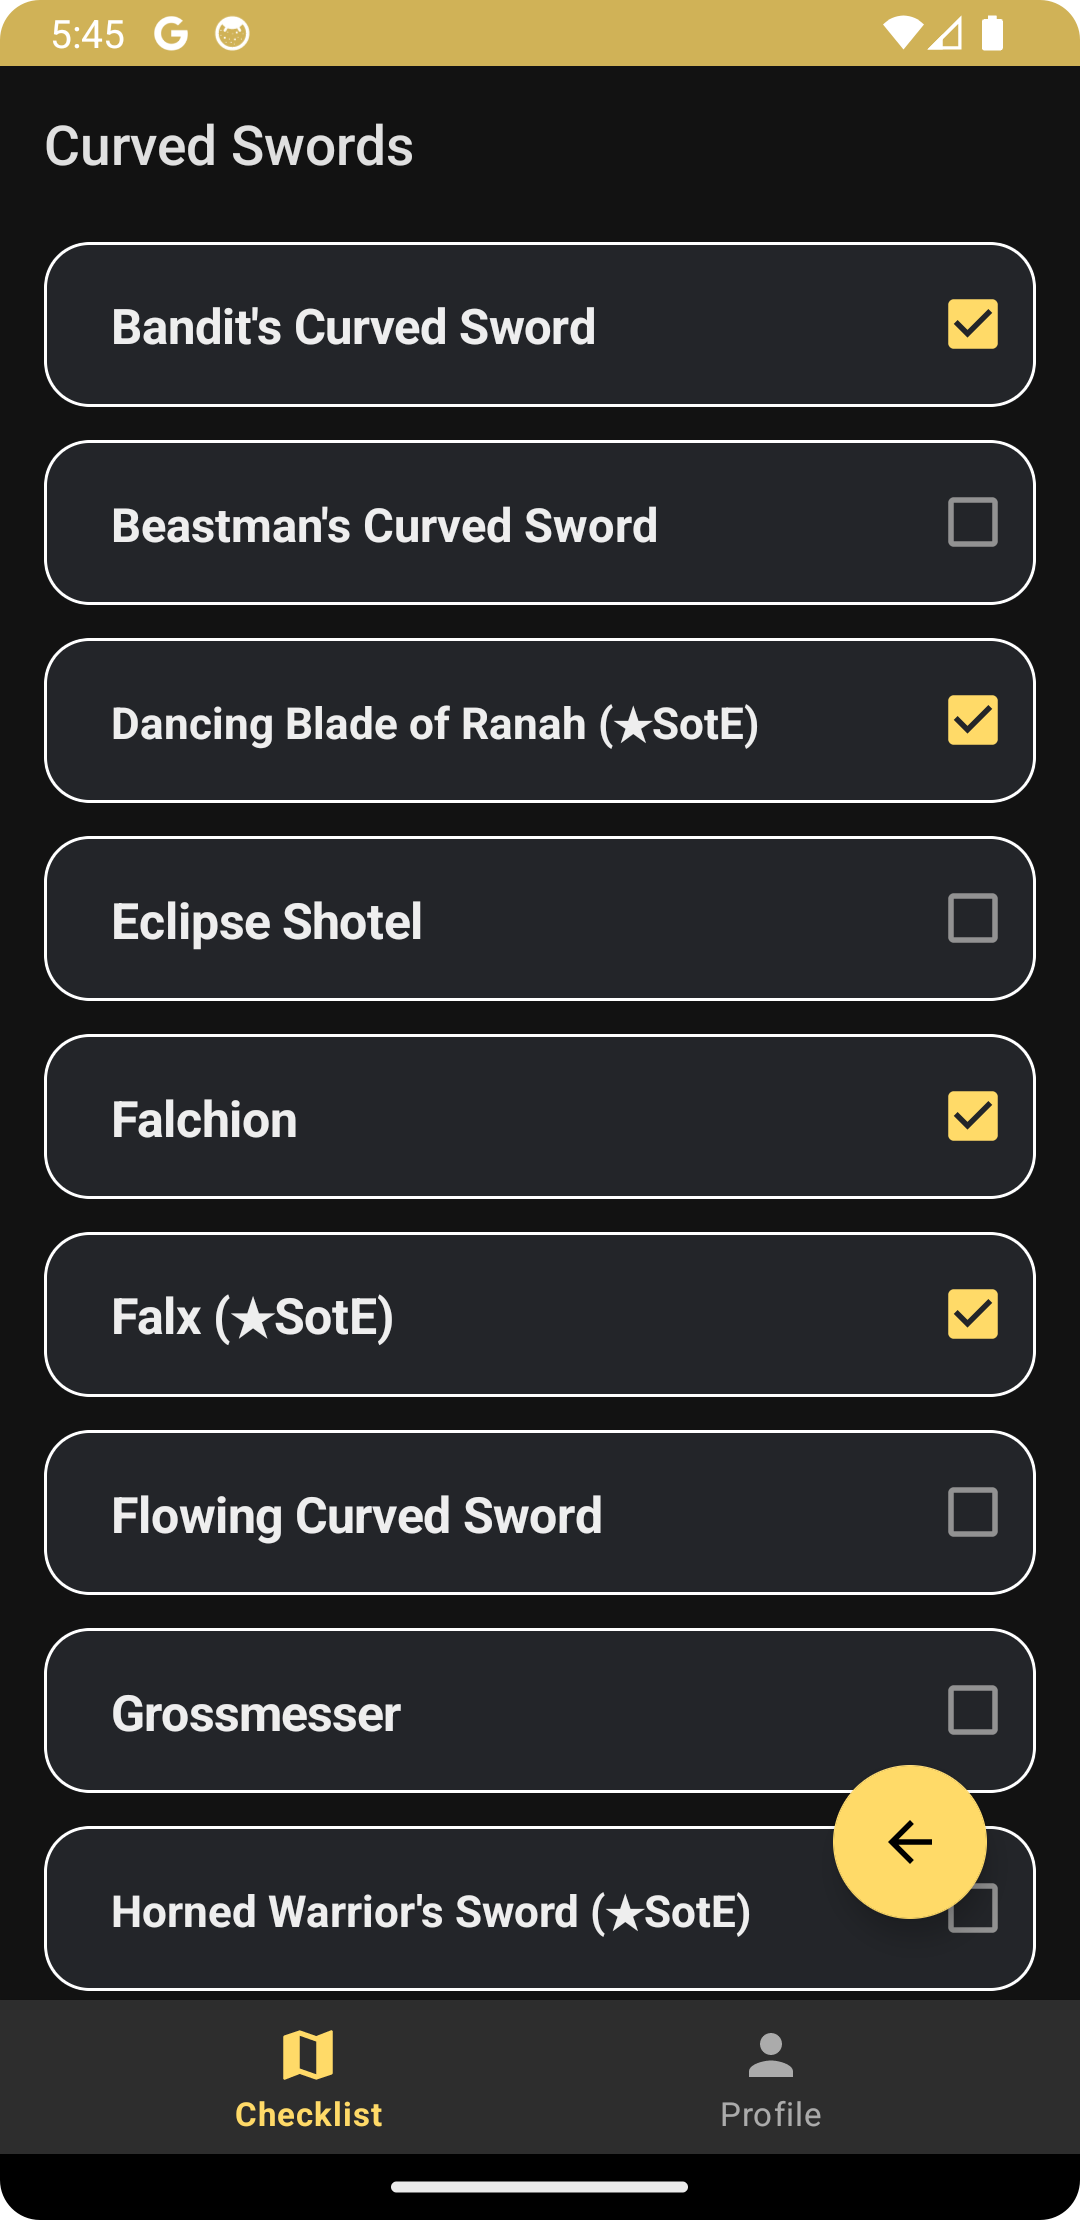 5:45
Curved Swords
Bandit's Curved Sword
Beastman's Curved Sword
Dancing Blade of Ranah (★SotE)
Eclipse Shotel
Falchion
Falx (★SotE)
Flowing Curved Sword
Grossmesser
Horned Warrior's Sword (★SotE)
Checklist
Profile